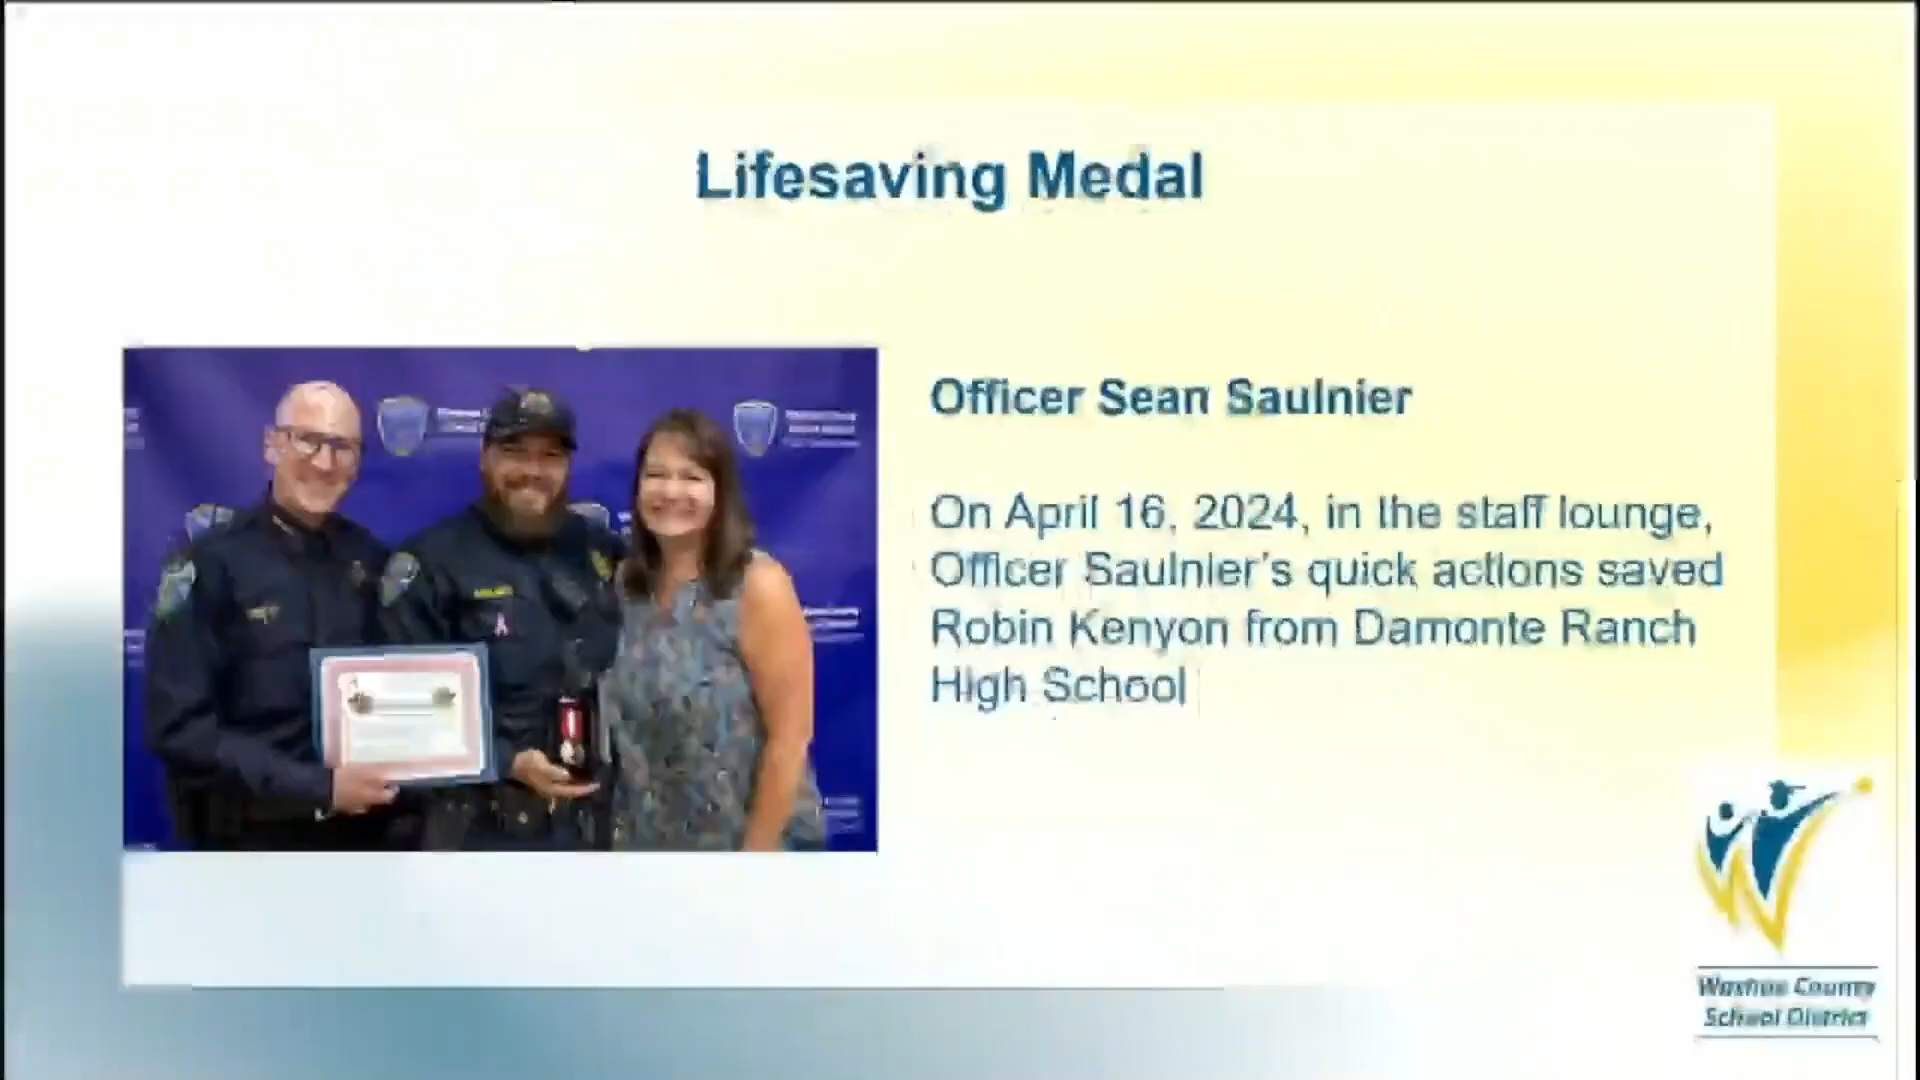 Lifesaving Medal
Officer Sean Saulnier
On April 16, 2024, in the staff lounge,
Officer Saulnier's quick actions saved
Robin Kenyon from Damonte Ranch
High School
Washoe County
School District